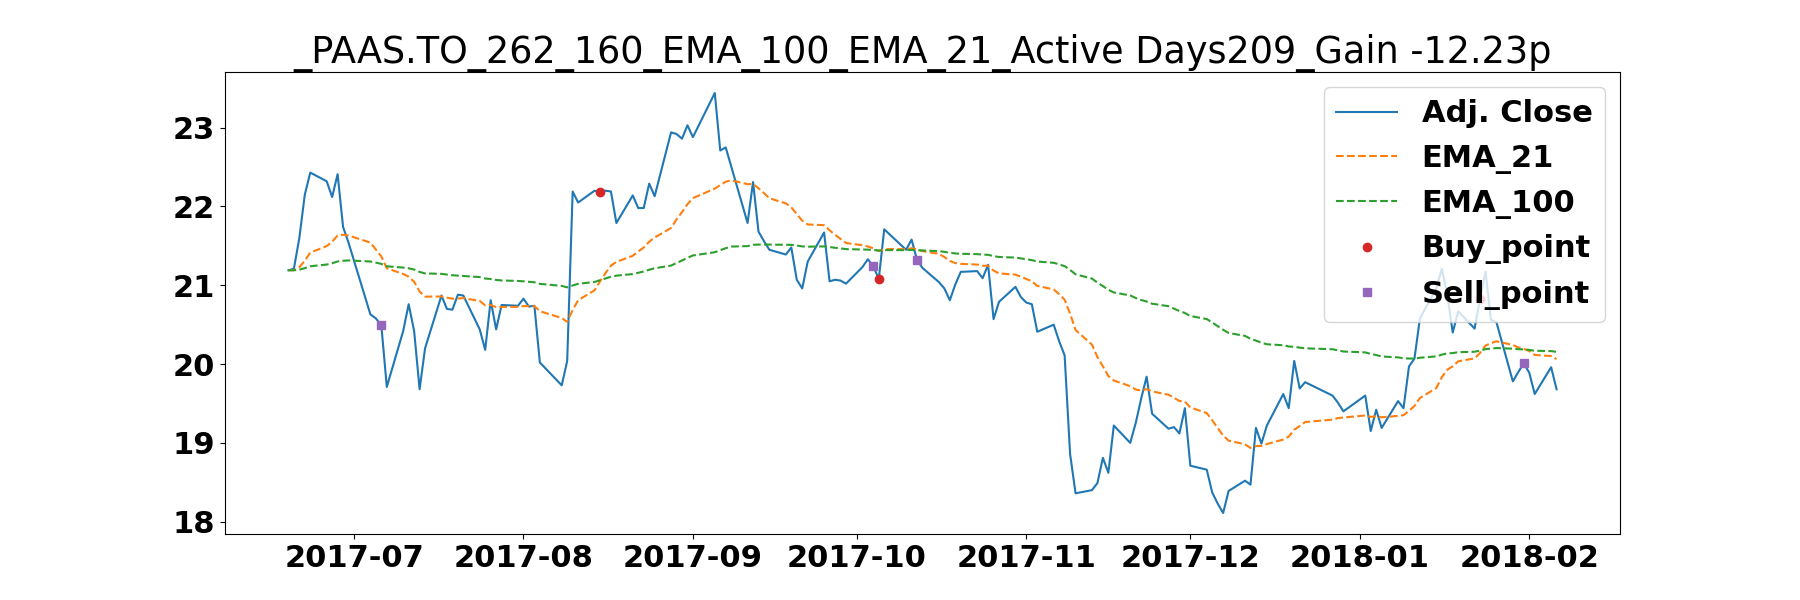 _PAAS.TO_262_160_EMA_100_EMA_21_Active Days209_Gain -12.23p
Adj. Close
EMA_21
EMA_100
Buy_point
Sell_point
23
22
21
20
19
18
2017-07 2017-08 2017-09 2017-10 2017-11 2017-12 2018-01 2018-02